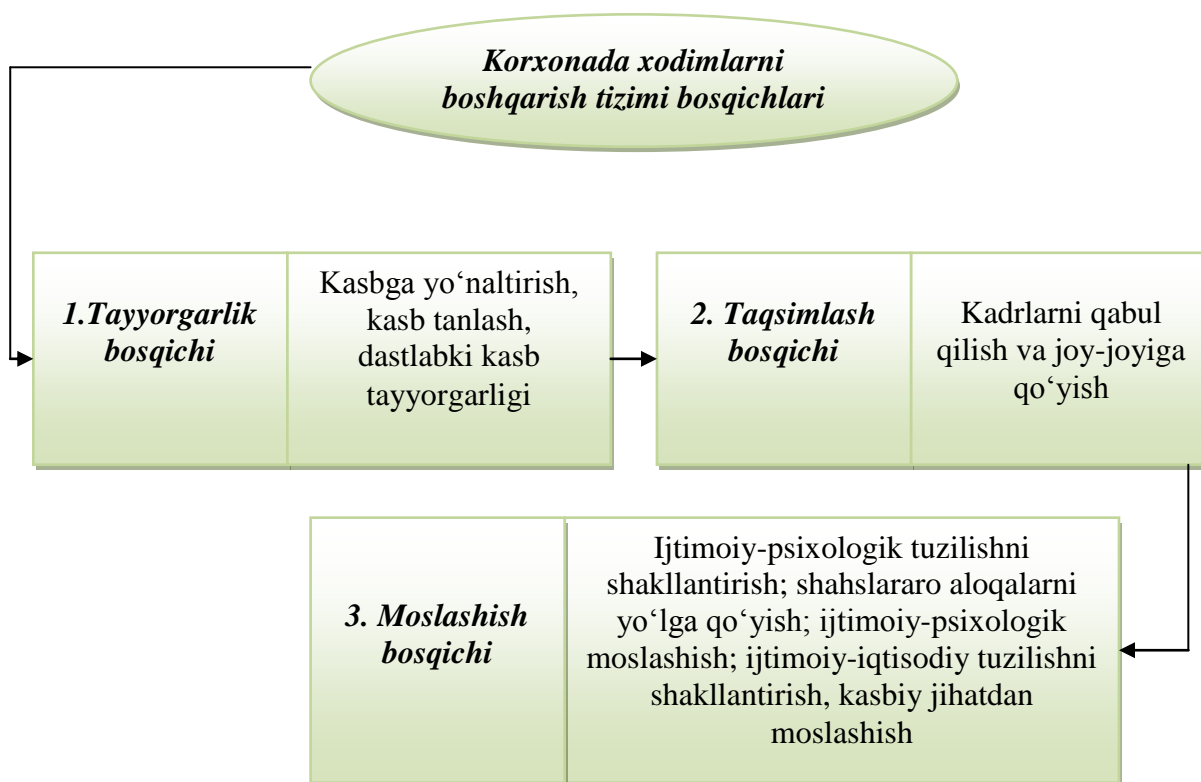 Korxonada xodimlarni
boshqarish tizimi bosqichlari
1.Tayyorgarlik
bosqichi
Kasbga yo‘naltirish,
kasb tanlash,
dastlabki kasb
tayyorgarligi
2. Taqsimlash
bosqichi
Kadrlarni qabul
qilish va joy-joyiga
qo‘yish
3. Moslashish
bosqichi
Ijtimoiy-psixologik tuzilishni
shakllantirish; shahslararo aloqalarni
yo‘lga qo‘yish; ijtimoiy-psixologik
moslashish; ijtimoiy-iqtisodiy tuzilishni
shakllantirish, kasbiy jihatdan
moslashish